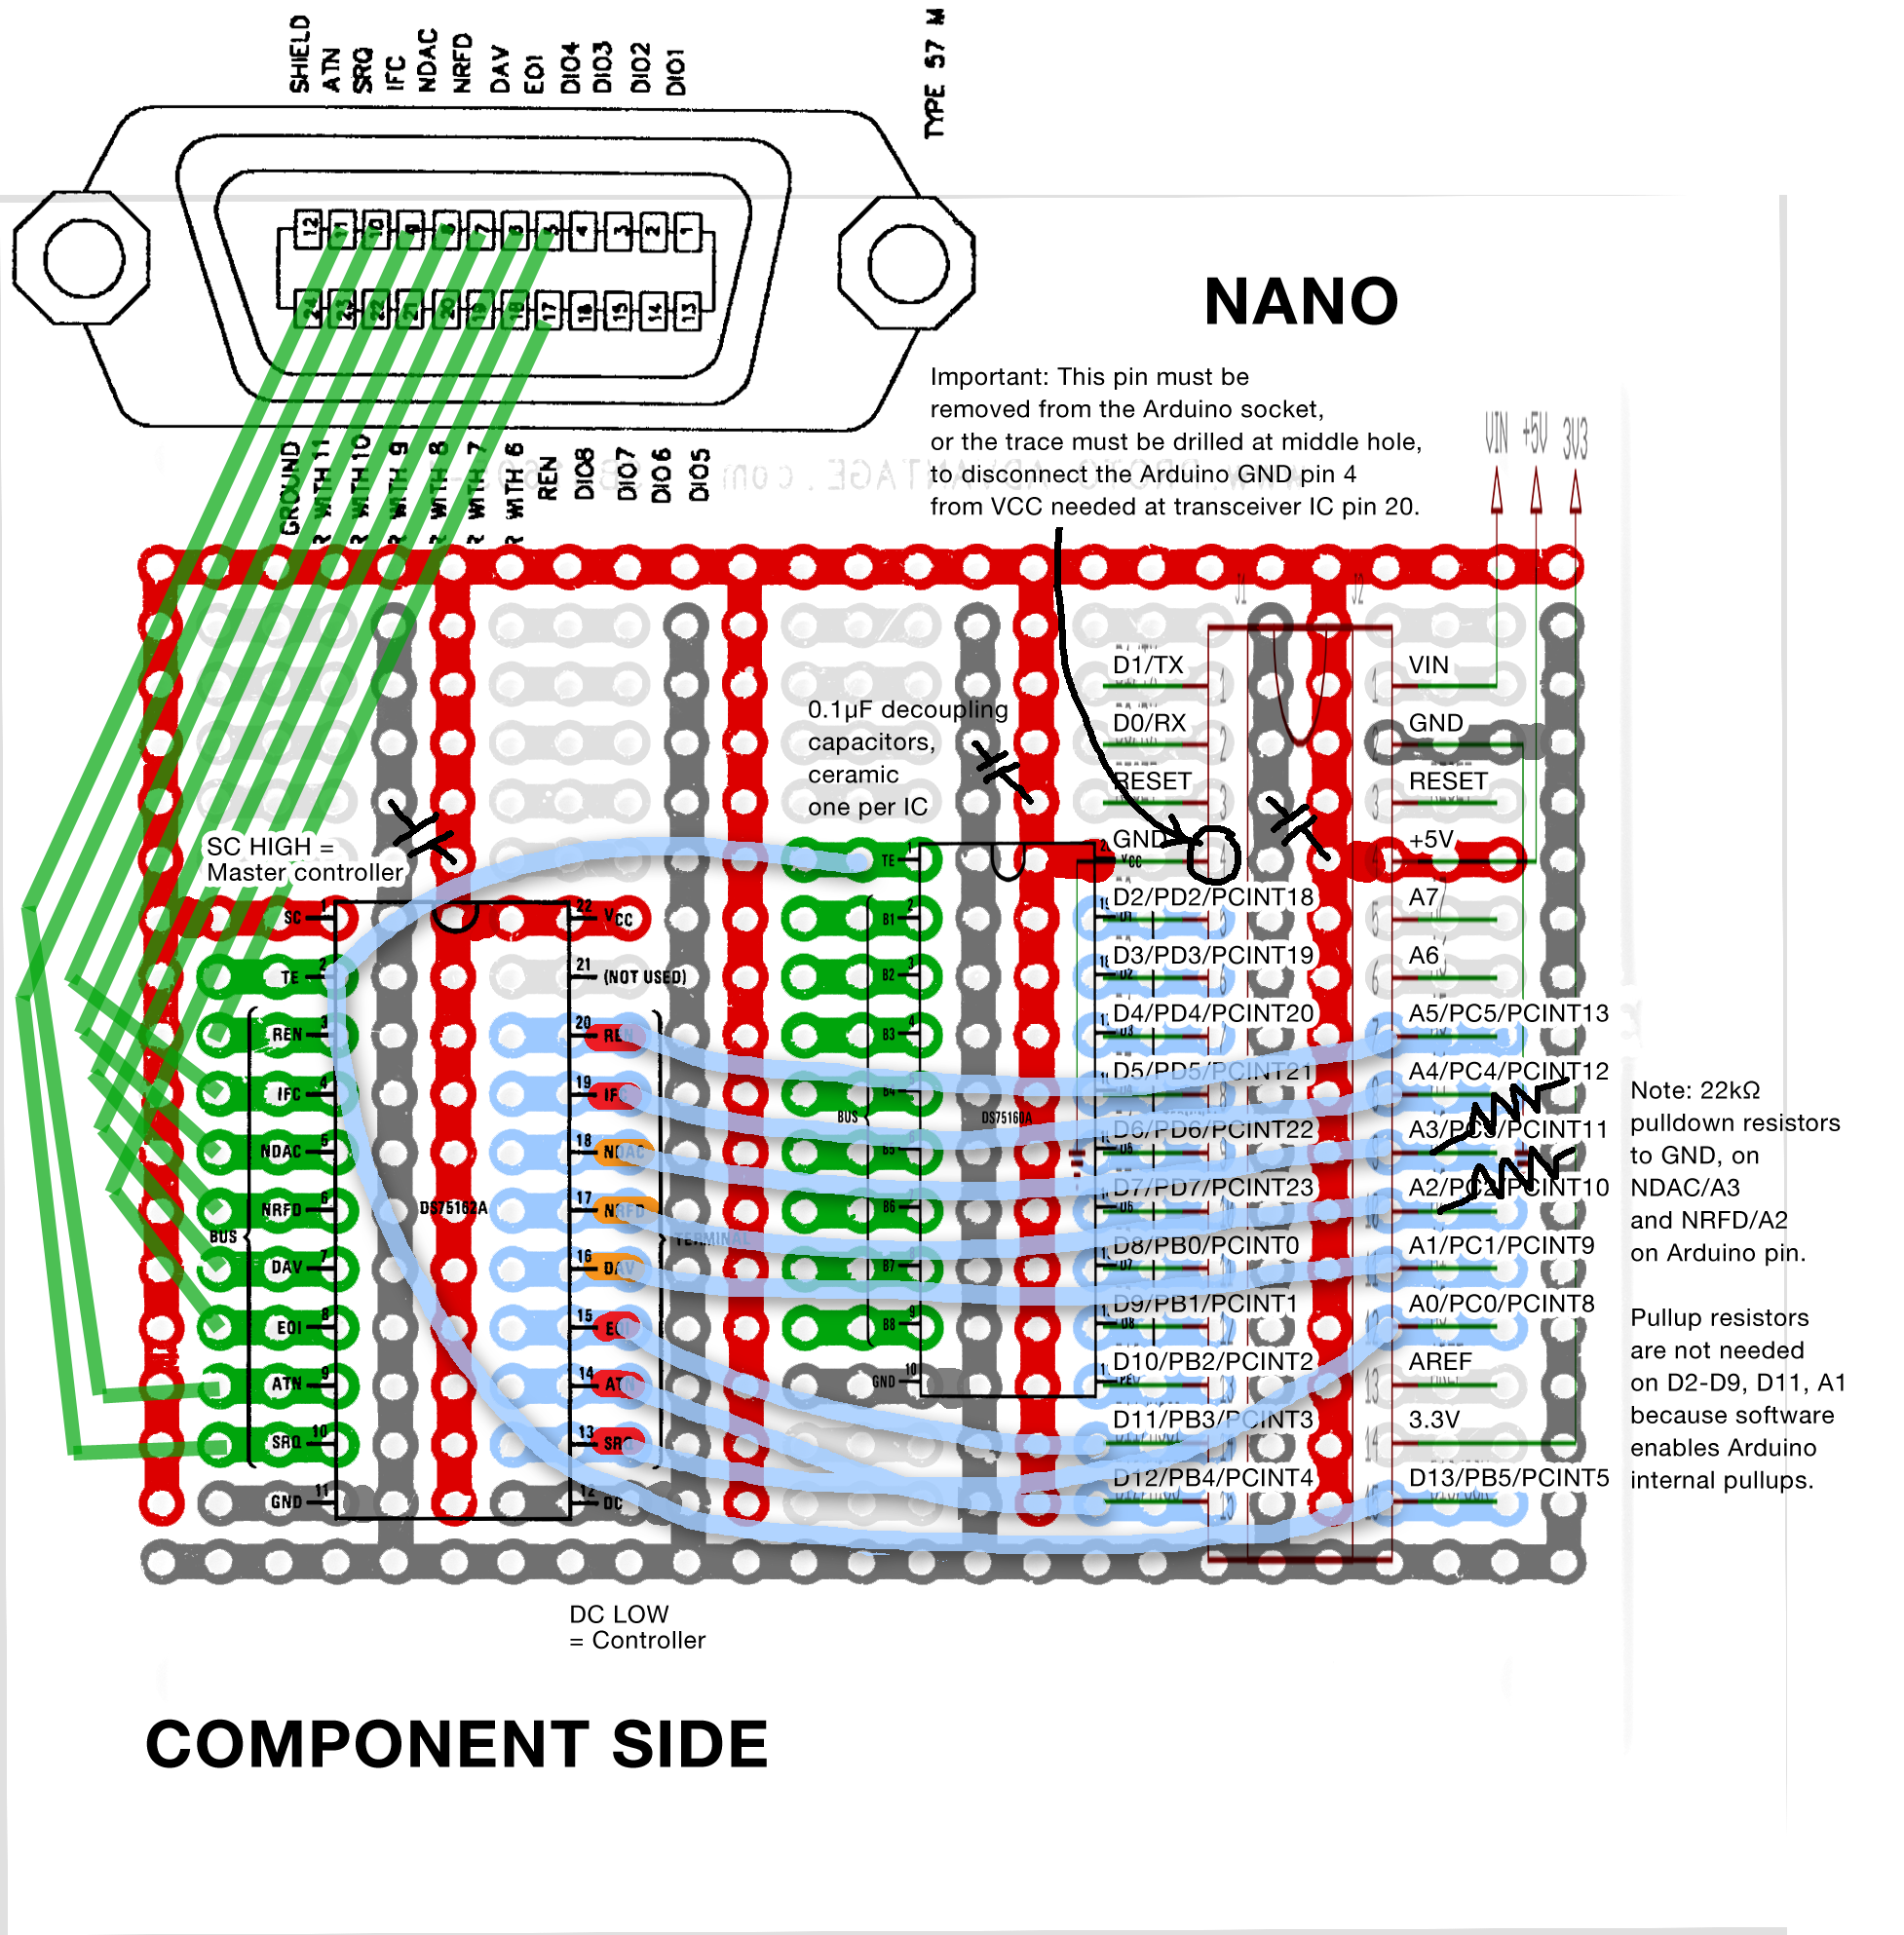 SHIELD
ATN
SRQ
IFC
NDAC
NRFD
DAV
EOI
DIO4
DIO3
DIO2
DIO1
TYPE 57 M
12 11 10 9 8 7 6 5 4 3 2 1
24 23 22 21 20 19 18 17 16 15 14 13
GROUND
R WITH 11
R WITH 10
R WITH 9
R WITH 8
R WITH 7
R WITH 6
REN
DIO8
DIO7
DIO6
DIO5
NANO
Important: This pin must be
removed from the Arduino socket,
or the trace must be drilled at middle hole,
to disconnect the Arduino GND pin 4
from VCC needed at transceiver IC pin 20.
VIN +5V 3V3
J1 J2
D1/TX
VIN
D0/RX
GND
RESET
RESET
GND
+5V
D2/PD2/PCINT18
A7
D3/PD3/PCINT19
A6
D4/PD4/PCINT20
A5/PC5/PCINT13
D5/PD5/PCINT21
A4/PC4/PCINT12
D6/PD6/PCINT22
A3/PC3/PCINT11
D7/PD7/PCINT23
A2/PC2/PCINT10
D8/PB0/PCINT0
A1/PC1/PCINT9
D9/PB1/PCINT1
A0/PC0/PCINT8
D10/PB2/PCINT2
AREF
D11/PB3/PCINT3
3.3V
D12/PB4/PCINT4
D13/PB5/PCINT5
0.1µF decoupling
capacitors,
ceramic
one per IC
SC HIGH =
Master controller
SC 1
TE 2
REN 3
IFC 4
NDAC 5
NRFD 6
DAV 7
EOI 8
ATN 9
SRQ 10
GND 11
BUS
DS75162A
22 VCC
21 (NOT USED)
20 REN
19 IFC
18 NDAC
17 NRFD
16 DAV
15 EOI
14 ATN
13 SRQ
12 DC
TERMINAL
TE 1
B1 2
B2 3
B3 4
B4
B5
B6
B7
B8 9
GND 10
BUS
DS75160A
VCC
Note: 22kΩ
pulldown resistors
to GND, on
NDAC/A3
and NRFD/A2
on Arduino pin.
Pullup resistors
are not needed
on D2-D9, D11, A1
because software
enables Arduino
internal pullups.
DC LOW
= Controller
COMPONENT SIDE